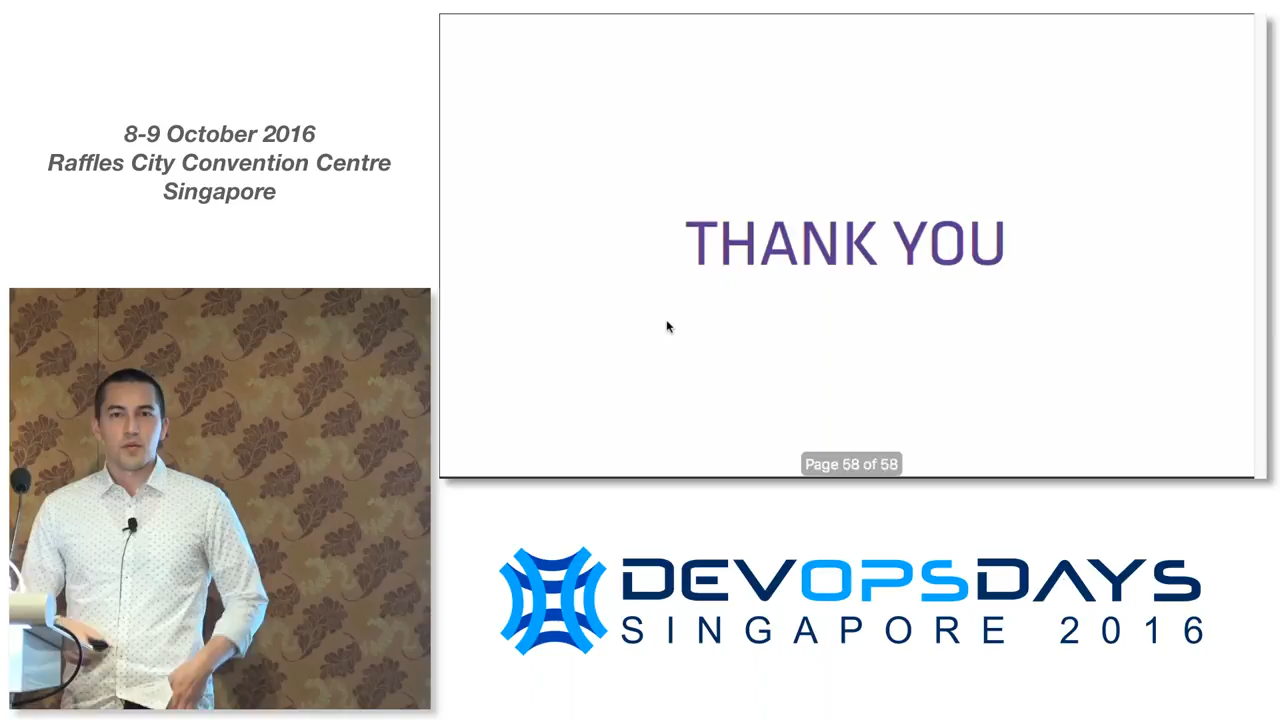 8-9 October 2016
Raffles City Convention Centre
Singapore
THANK YOU
Page 58 of 58
DEVOPSDAYS
SINGAPORE 2016